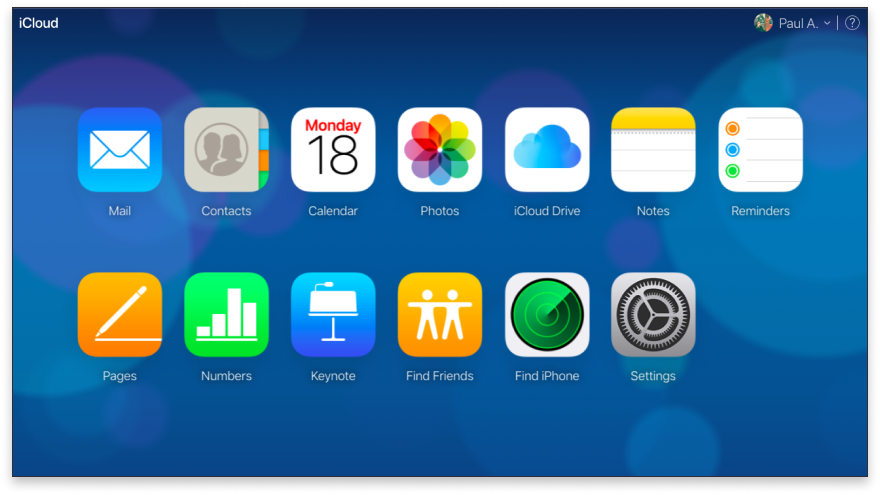 iCloud
Paul A.
?
Monday
18
Mail
Contacts
Calendar
Photos
iCloud Drive
Notes
Reminders
Pages
Numbers
Keynote
Find Friends
Find iPhone
Settings